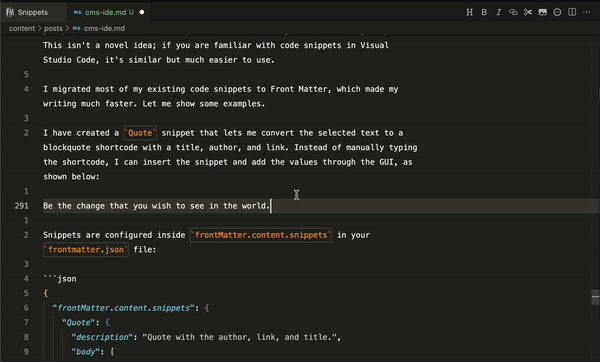 Snippets
cms-ide.md U
H B I
content > posts > cms-ide.md
This isn't a novel idea; if you are familiar with code snippets in Visual
Studio Code, it's similar but much easier to use.
5
4 I migrated most of my existing code snippets to Front Matter, which made my
writing much faster. Let me show some examples.
3
2 I have created a `Quote` snippet that lets me convert the selected text to a
blockquote shortcode with a title, author, and link. Instead of manually typing
the shortcode, I can insert the snippet and add the values through the GUI, as
shown below:
1
291 Be the change that you wish to see in the world.
1
2 Snippets are configured inside `frontMatter.content.snippets` in your
`frontmatter.json` file:
3
4 ```json
5 {
6 "frontMatter.content.snippets": {
7 "Quote": {
8 "description": "Quote with the author, link, and title.",
9 "body": [